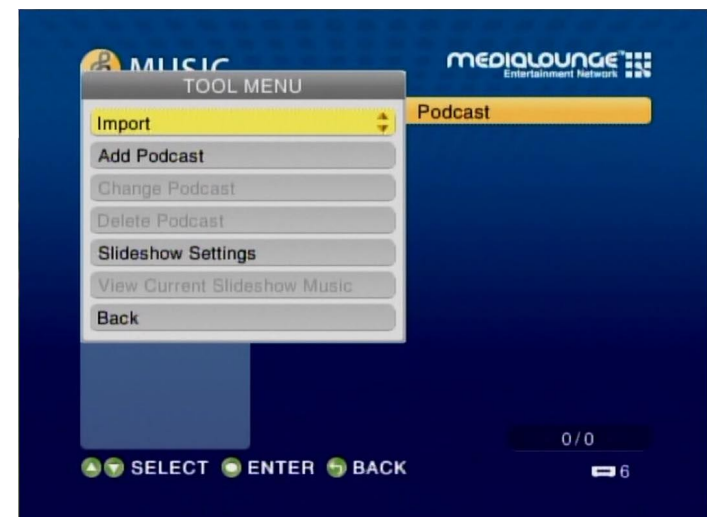 MUSIC
MEDIALOUNGE™
Entertainment Network
TOOL MENU
Podcast
Import
Add Podcast
Change Podcast
Delete Podcast
Slideshow Settings
View Current Slideshow Music
Back
0/0
SELECT ENTER BACK
6